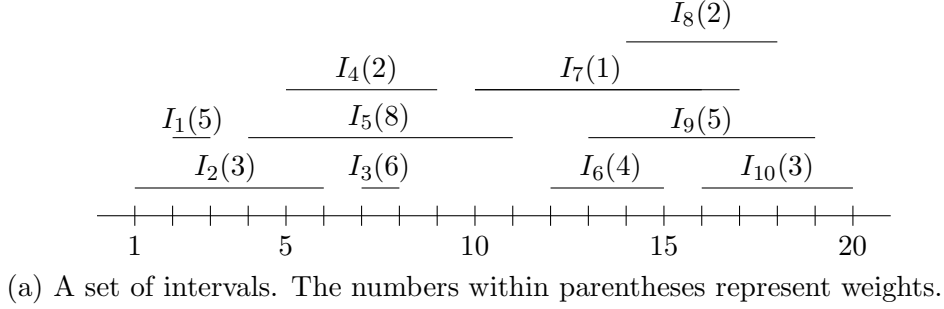 I₈(2)
I₄(2) I₇(1)
I₁(5) I₅(8) I₉(5)
I₂(3) I₃(6) I₆(4) I₁₀(3)
1 5 10 15 20
(a) A set of intervals. The numbers within parentheses represent weights.